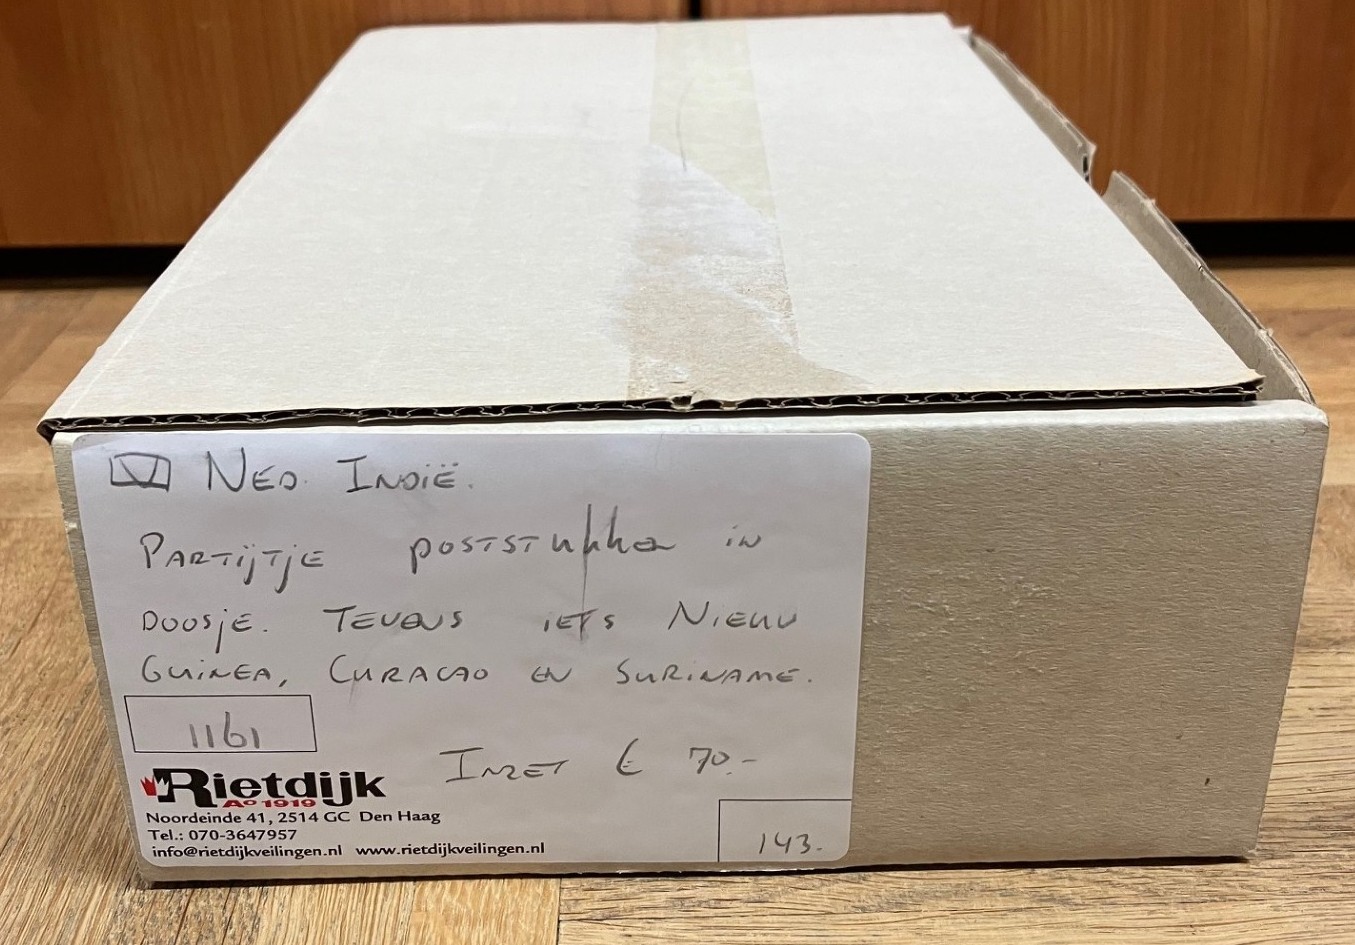 NED. INDIË.
PARTIJTJE POSTSTUKKEN IN
DOOSJE. TEVENS IETS NIEUW
GUINEA, CURACAO EN SURINAME.
1161
INZET € 70.-
Rietdijk
A° 1919
Noordeinde 41, 2514 GC Den Haag
Tel.: 070-3647957
info@rietdijkveilingen.nl www.rietdijkveilingen.nl
143.